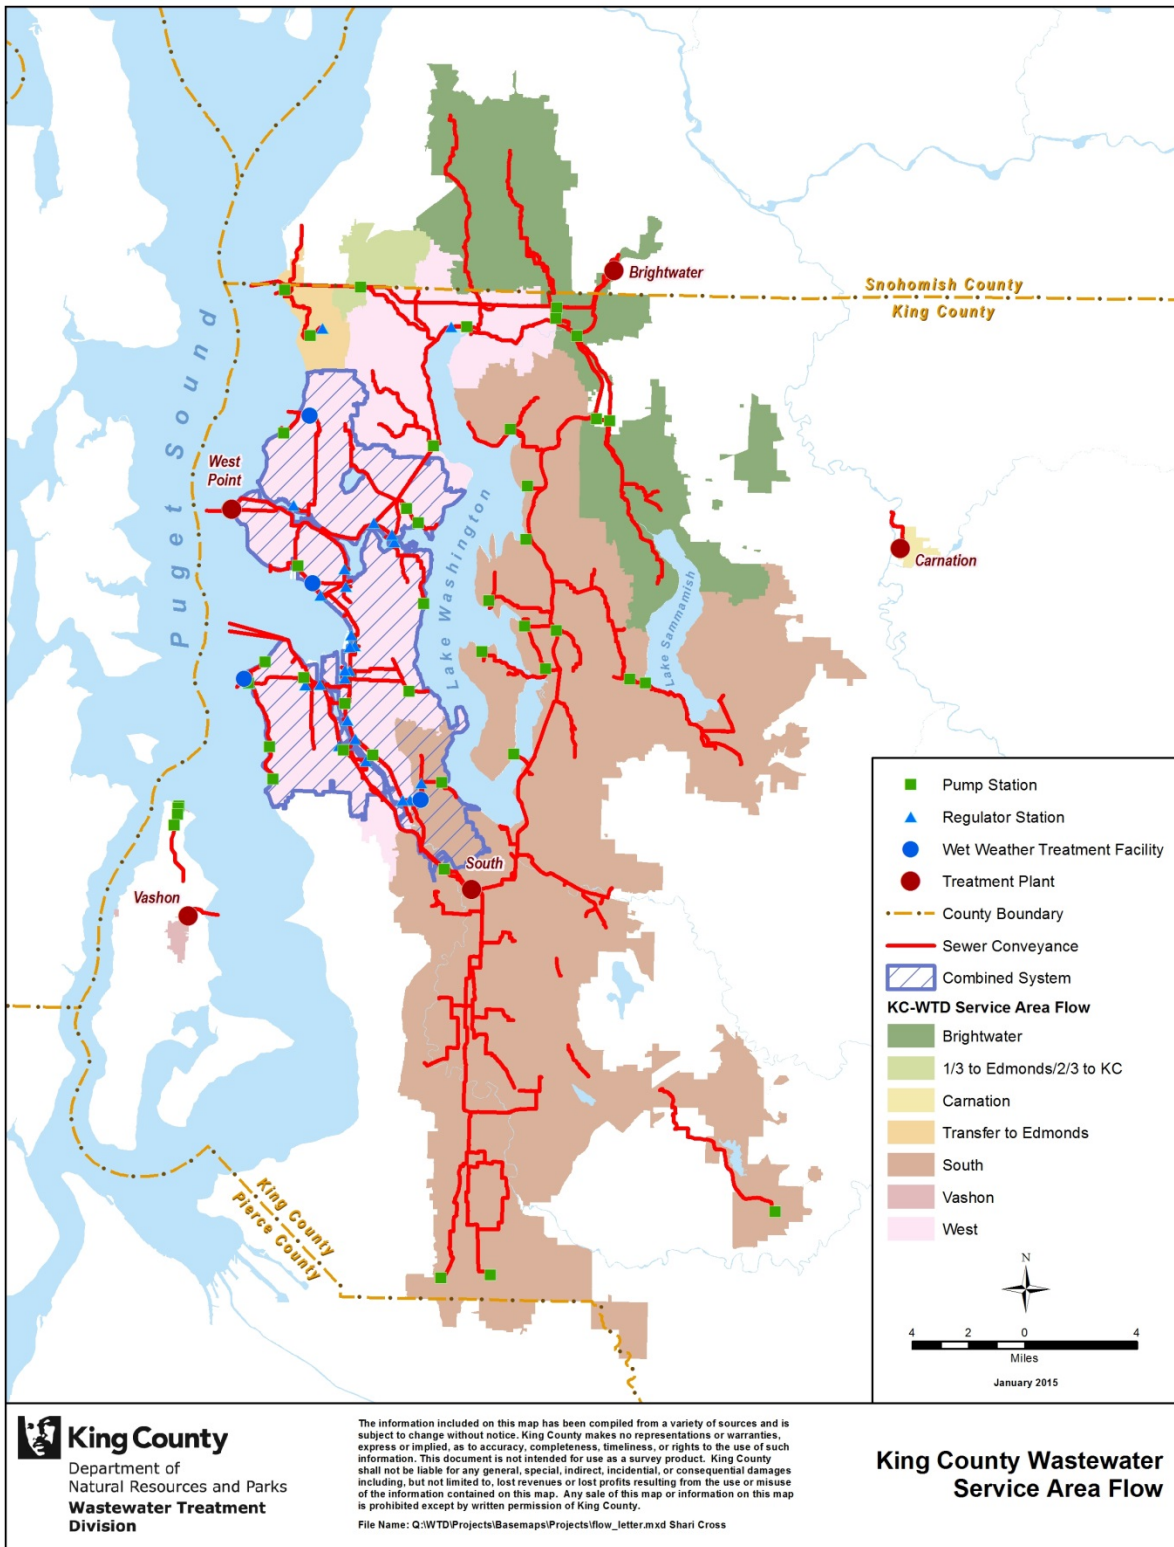 Brightwater
Snohomish County
King County
Puget Sound
West
Point
Lake Washington
Carnation
Lake Sammamish
South
Vashon
King County
Pierce County
Pump Station
Regulator Station
Wet Weather Treatment Facility
Treatment Plant
County Boundary
Sewer Conveyance
Combined System
KC-WTD Service Area Flow
Brightwater
1/3 to Edmonds/2/3 to KC
Carnation
Transfer to Edmonds
South
Vashon
West
N
4 2 0 4
Miles
January 2015
King County
Department of
Natural Resources and Parks
Wastewater Treatment
Division
The information included on this map has been compiled from a variety of sources and is
subject to change without notice. King County makes no representations or warranties,
express or implied, as to accuracy, completeness, timeliness, or rights to the use of such
information. This document is not intended for use as a survey product. King County
shall not be liable for any general, special, indirect, incidental, or consequential damages
including, but not limited to, lost revenues or lost profits resulting from the use or misuse
of the information contained on this map. Any sale of this map or information on this map
is prohibited except by written permission of King County.
File Name: Q:\WTD\Projects\Basemaps\Projects\flow_letter.mxd Shari Cross
King County Wastewater
Service Area Flow